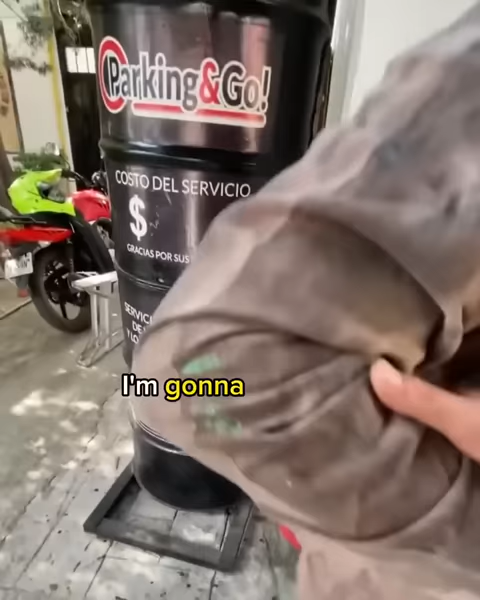 Parking&Go!
COSTO DEL SERVICIO
$
GRACIAS POR SUS
I'm gonna